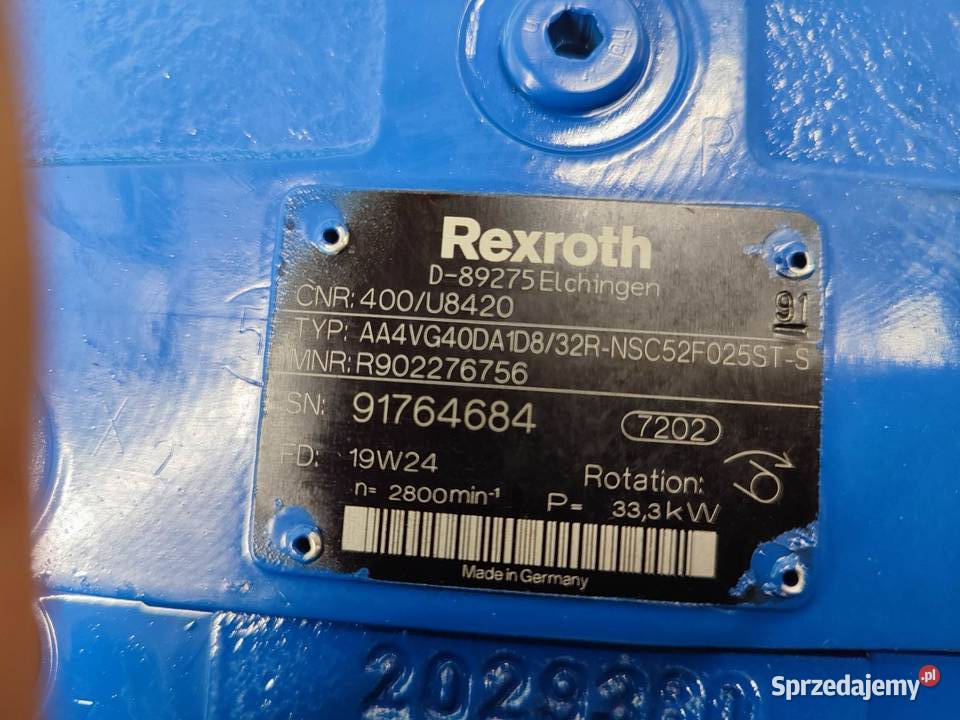 Rexroth
D-89275 Elchingen
CNR: 400/U8420
91
TYP: AA4VG40DA1D8/32R-NSC52F025ST-S
MNR: R902276756
SN: 91764684
7202
FD: 19W24
Rotation:
n= 2800min-1
P= 33,3kW
Made in Germany
Sprzedajemy.pl